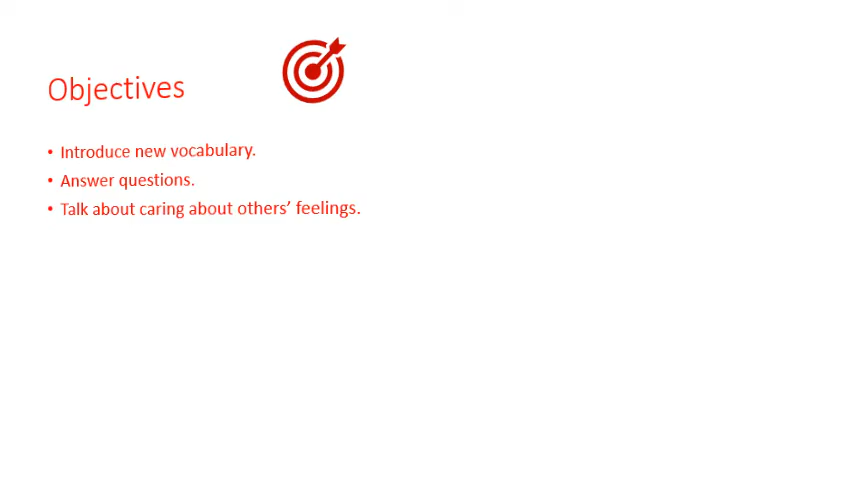 Objectives
• Introduce new vocabulary.
• Answer questions.
• Talk about caring about others’ feelings.